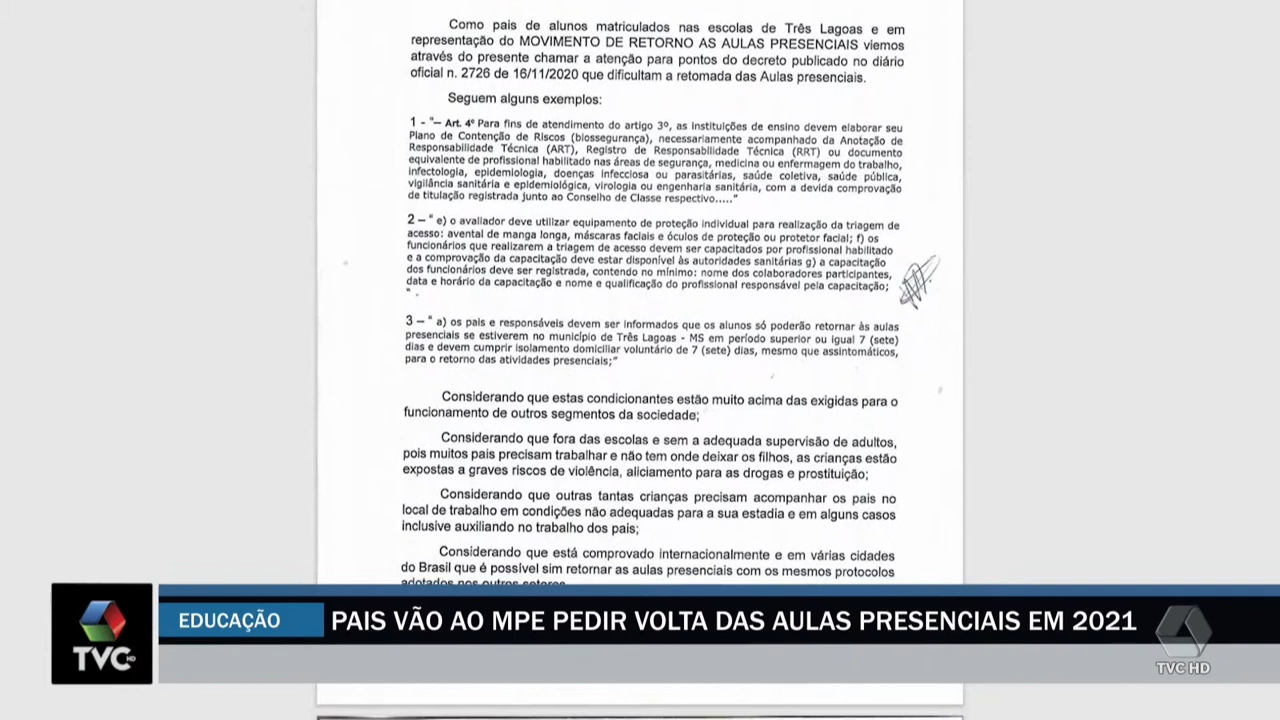 Como pais de alunos matriculados nas escolas de Três Lagoas e em
representação do MOVIMENTO DE RETORNO AS AULAS PRESENCIAIS viemos
através do presente chamar a atenção para pontos do decreto publicado no diário
oficial n. 2726 de 16/11/2020 que dificultam a retomada das Aulas presenciais.
Seguem alguns exemplos:
1 - "– Art. 4º Para fins de atendimento do artigo 3º, as instituições de ensino devem elaborar seu
Plano de Contenção de Riscos (biossegurança), necessariamente acompanhado da Anotação de
Responsabilidade Técnica (ART), Registro de Responsabilidade Técnica (RRT) ou documento
equivalente de profissional habilitado nas áreas de segurança, medicina ou enfermagem do trabalho,
infectologia, epidemiologia, doenças infecciosa ou parasitárias, saúde coletiva, saúde pública,
vigilância sanitária e epidemiológica, virologia ou engenharia sanitária, com a devida comprovação
de titulação registrada junto ao Conselho de Classe respectivo....."
2 – " e) o avaliador deve utilizar equipamento de proteção individual para realização da triagem de
acesso: avental de manga longa, máscaras faciais e óculos de proteção ou protetor facial; f) os
funcionários que realizarem a triagem de acesso devem ser capacitados por profissional habilitado
e a comprovação da capacitação deve estar disponível às autoridades sanitárias g) a capacitação
dos funcionários deve ser registrada, contendo no mínimo: nome dos colaboradores participantes,
data e horário da capacitação e nome e qualificação do profissional responsável pela capacitação;
" .
3 – " a) os pais e responsáveis devem ser informados que os alunos só poderão retornar às aulas
presenciais se estiverem no município de Três Lagoas - MS em período superior ou igual 7 (sete)
dias e devem cumprir isolamento domiciliar voluntário de 7 (sete) dias, mesmo que assintomáticos,
para o retorno das atividades presenciais;"
Considerando que estas condicionantes estão muito acima das exigidas para o
funcionamento de outros segmentos da sociedade;
Considerando que fora das escolas e sem a adequada supervisão de adultos,
pois muitos pais precisam trabalhar e não tem onde deixar os filhos, as crianças estão
expostas a graves riscos de violência, aliciamento para as drogas e prostituição;
Considerando que outras tantas crianças precisam acompanhar os pais no
local de trabalho em condições não adequadas para a sua estadia e em alguns casos
inclusive auxiliando no trabalho dos pais;
Considerando que está comprovado internacionalmente e em várias cidades
do Brasil que é possível sim retornar as aulas presenciais com os mesmos protocolos
adotados nos outros setores
EDUCAÇÃO
PAIS VÃO AO MPE PEDIR VOLTA DAS AULAS PRESENCIAIS EM 2021
TVC HD
TVC HD